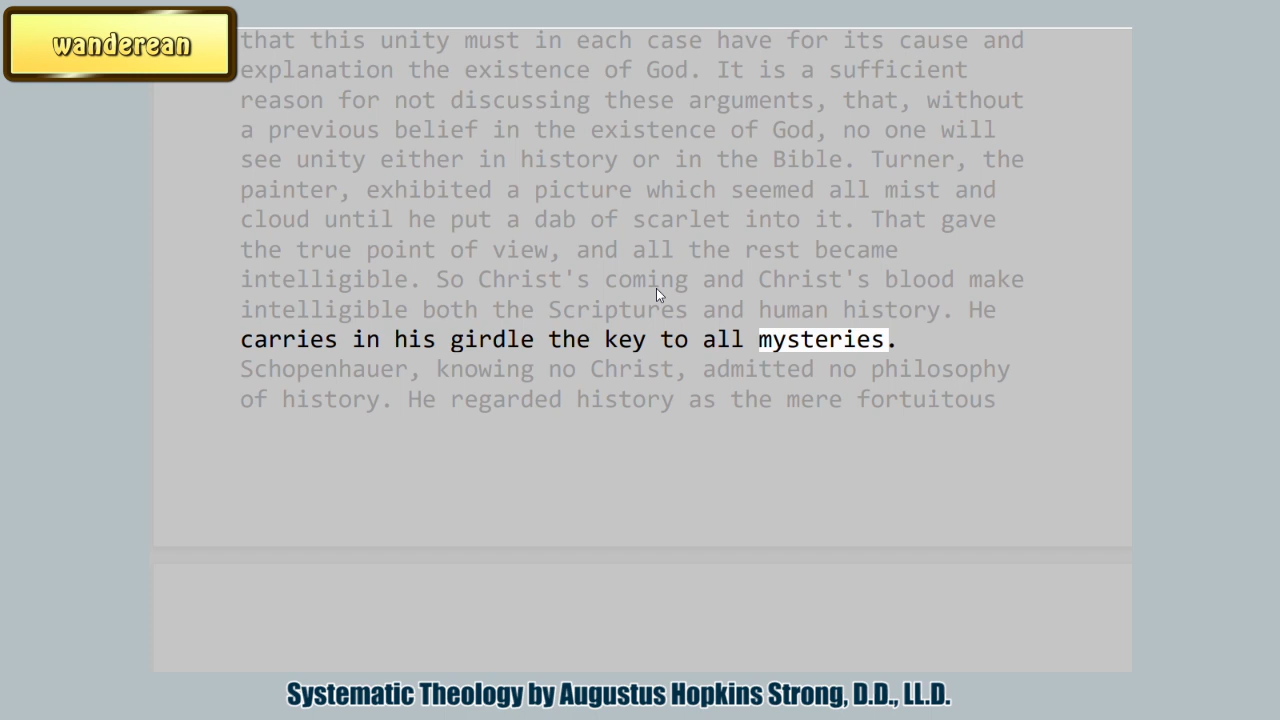 wanderean
that this unity must in each case have for its cause and
explanation the existence of God. It is a sufficient
reason for not discussing these arguments, that, without
a previous belief in the existence of God, no one will
see unity either in history or in the Bible. Turner, the
painter, exhibited a picture which seemed all mist and
cloud until he put a dab of scarlet into it. That gave
the true point of view, and all the rest became
intelligible. So Christ's coming and Christ's blood make
intelligible both the Scriptures and human history. He
carries in his girdle the key to all mysteries.
Schopenhauer, knowing no Christ, admitted no philosophy
of history. He regarded history as the mere fortuitous
Systematic Theology by Augustus Hopkins Strong, D.D., LL.D.